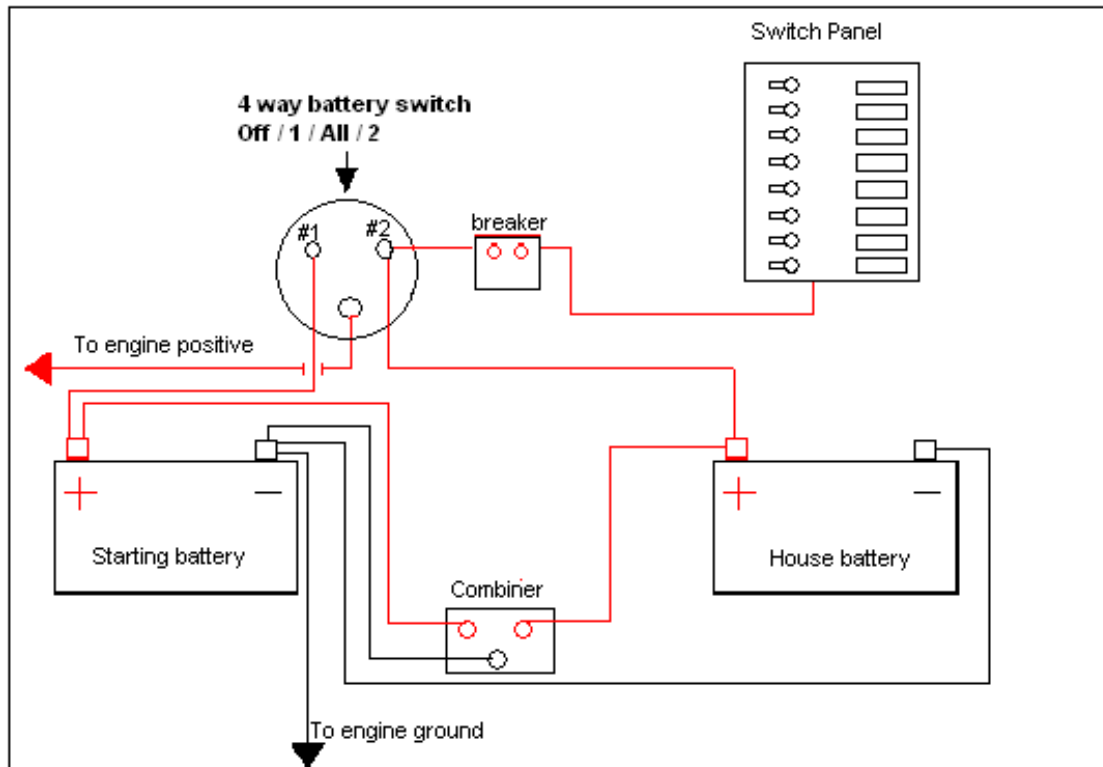 Switch Panel
4 way battery switch
Off / 1 / All / 2
#1
#2
breaker
To engine positive
+
−
Starting battery
+
−
House battery
Combiner
To engine ground